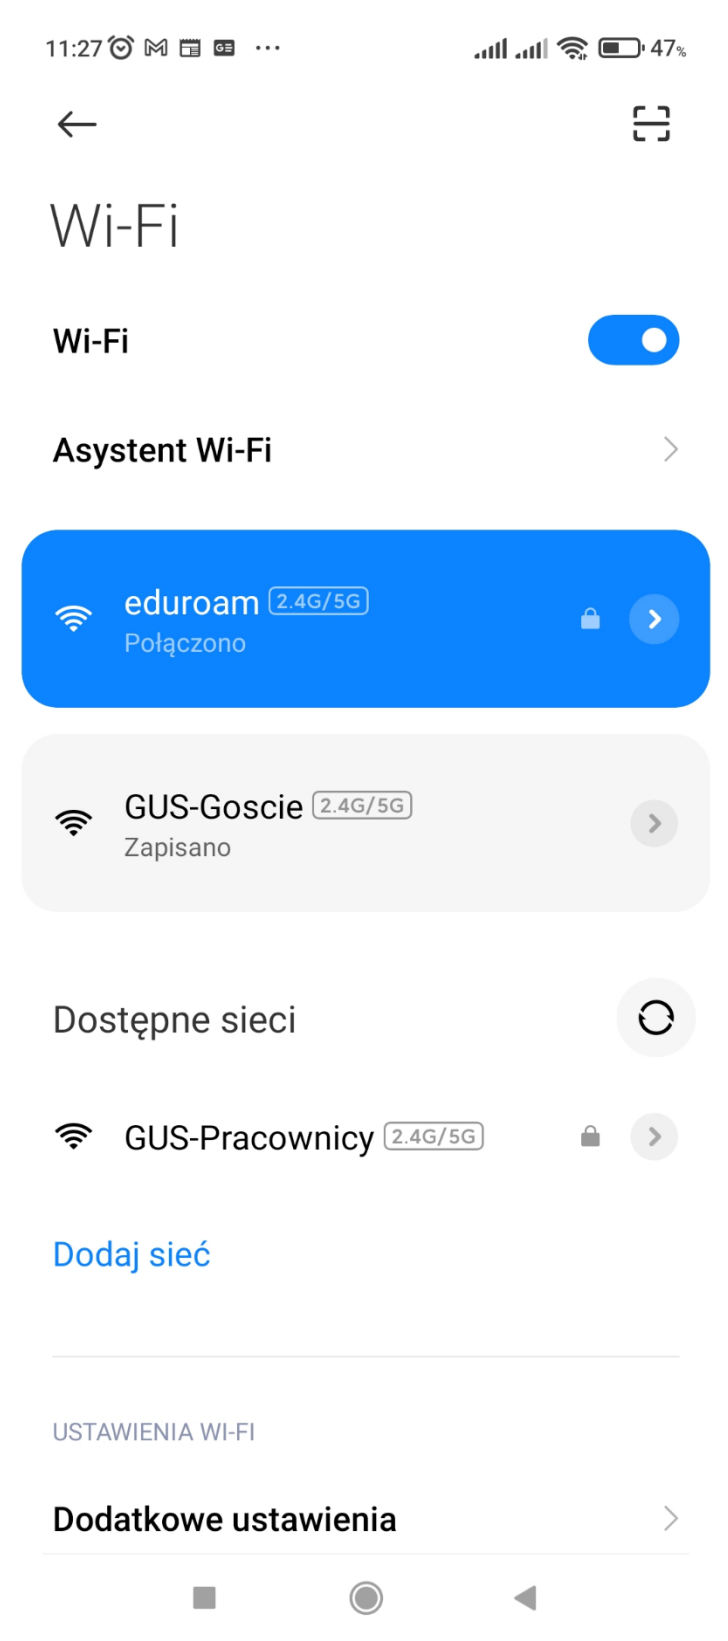 11:27 GE ... 47%
Wi-Fi
Wi-Fi
Asystent Wi-Fi
eduroam 2.4G/5G
Połączono
GUS-Goscie 2.4G/5G
Zapisano
Dostępne sieci
GUS-Pracownicy 2.4G/5G
Dodaj sieć
USTAWIENIA WI-FI
Dodatkowe ustawienia